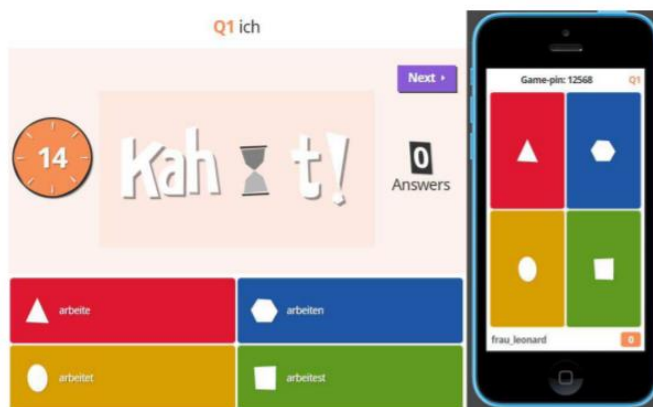 Q1 ich
Next
14
Kah t!
0
Answers
arbeite
arbeiten
arbeitet
arbeitest
Game-pin: 12568 Q1
frau_leonard 0